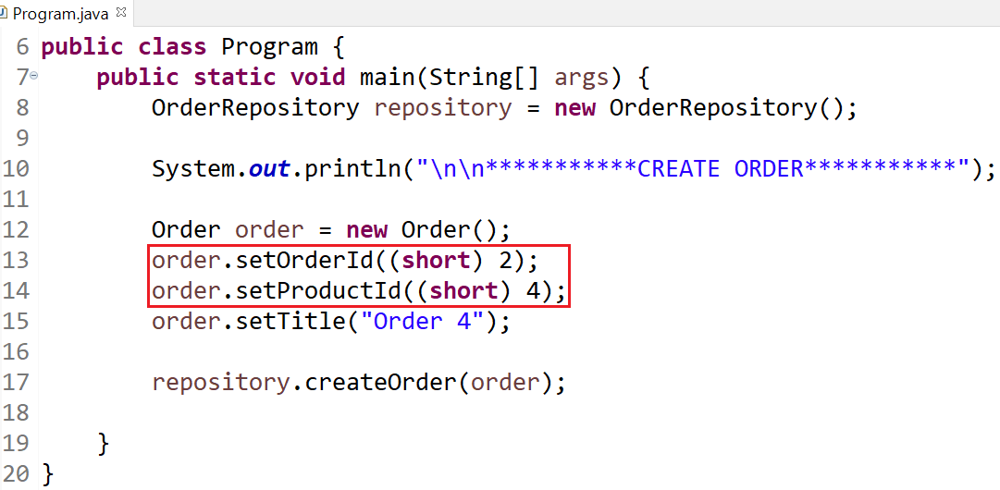 Program.java
6 public class Program {
7 public static void main(String[] args) {
8 OrderRepository repository = new OrderRepository();
9
10 System.out.println("\n\n***********CREATE ORDER***********");
11
12 Order order = new Order();
13 order.setOrderId((short) 2);
14 order.setProductId((short) 4);
15 order.setTitle("Order 4");
16
17 repository.createOrder(order);
18
19 }
20 }